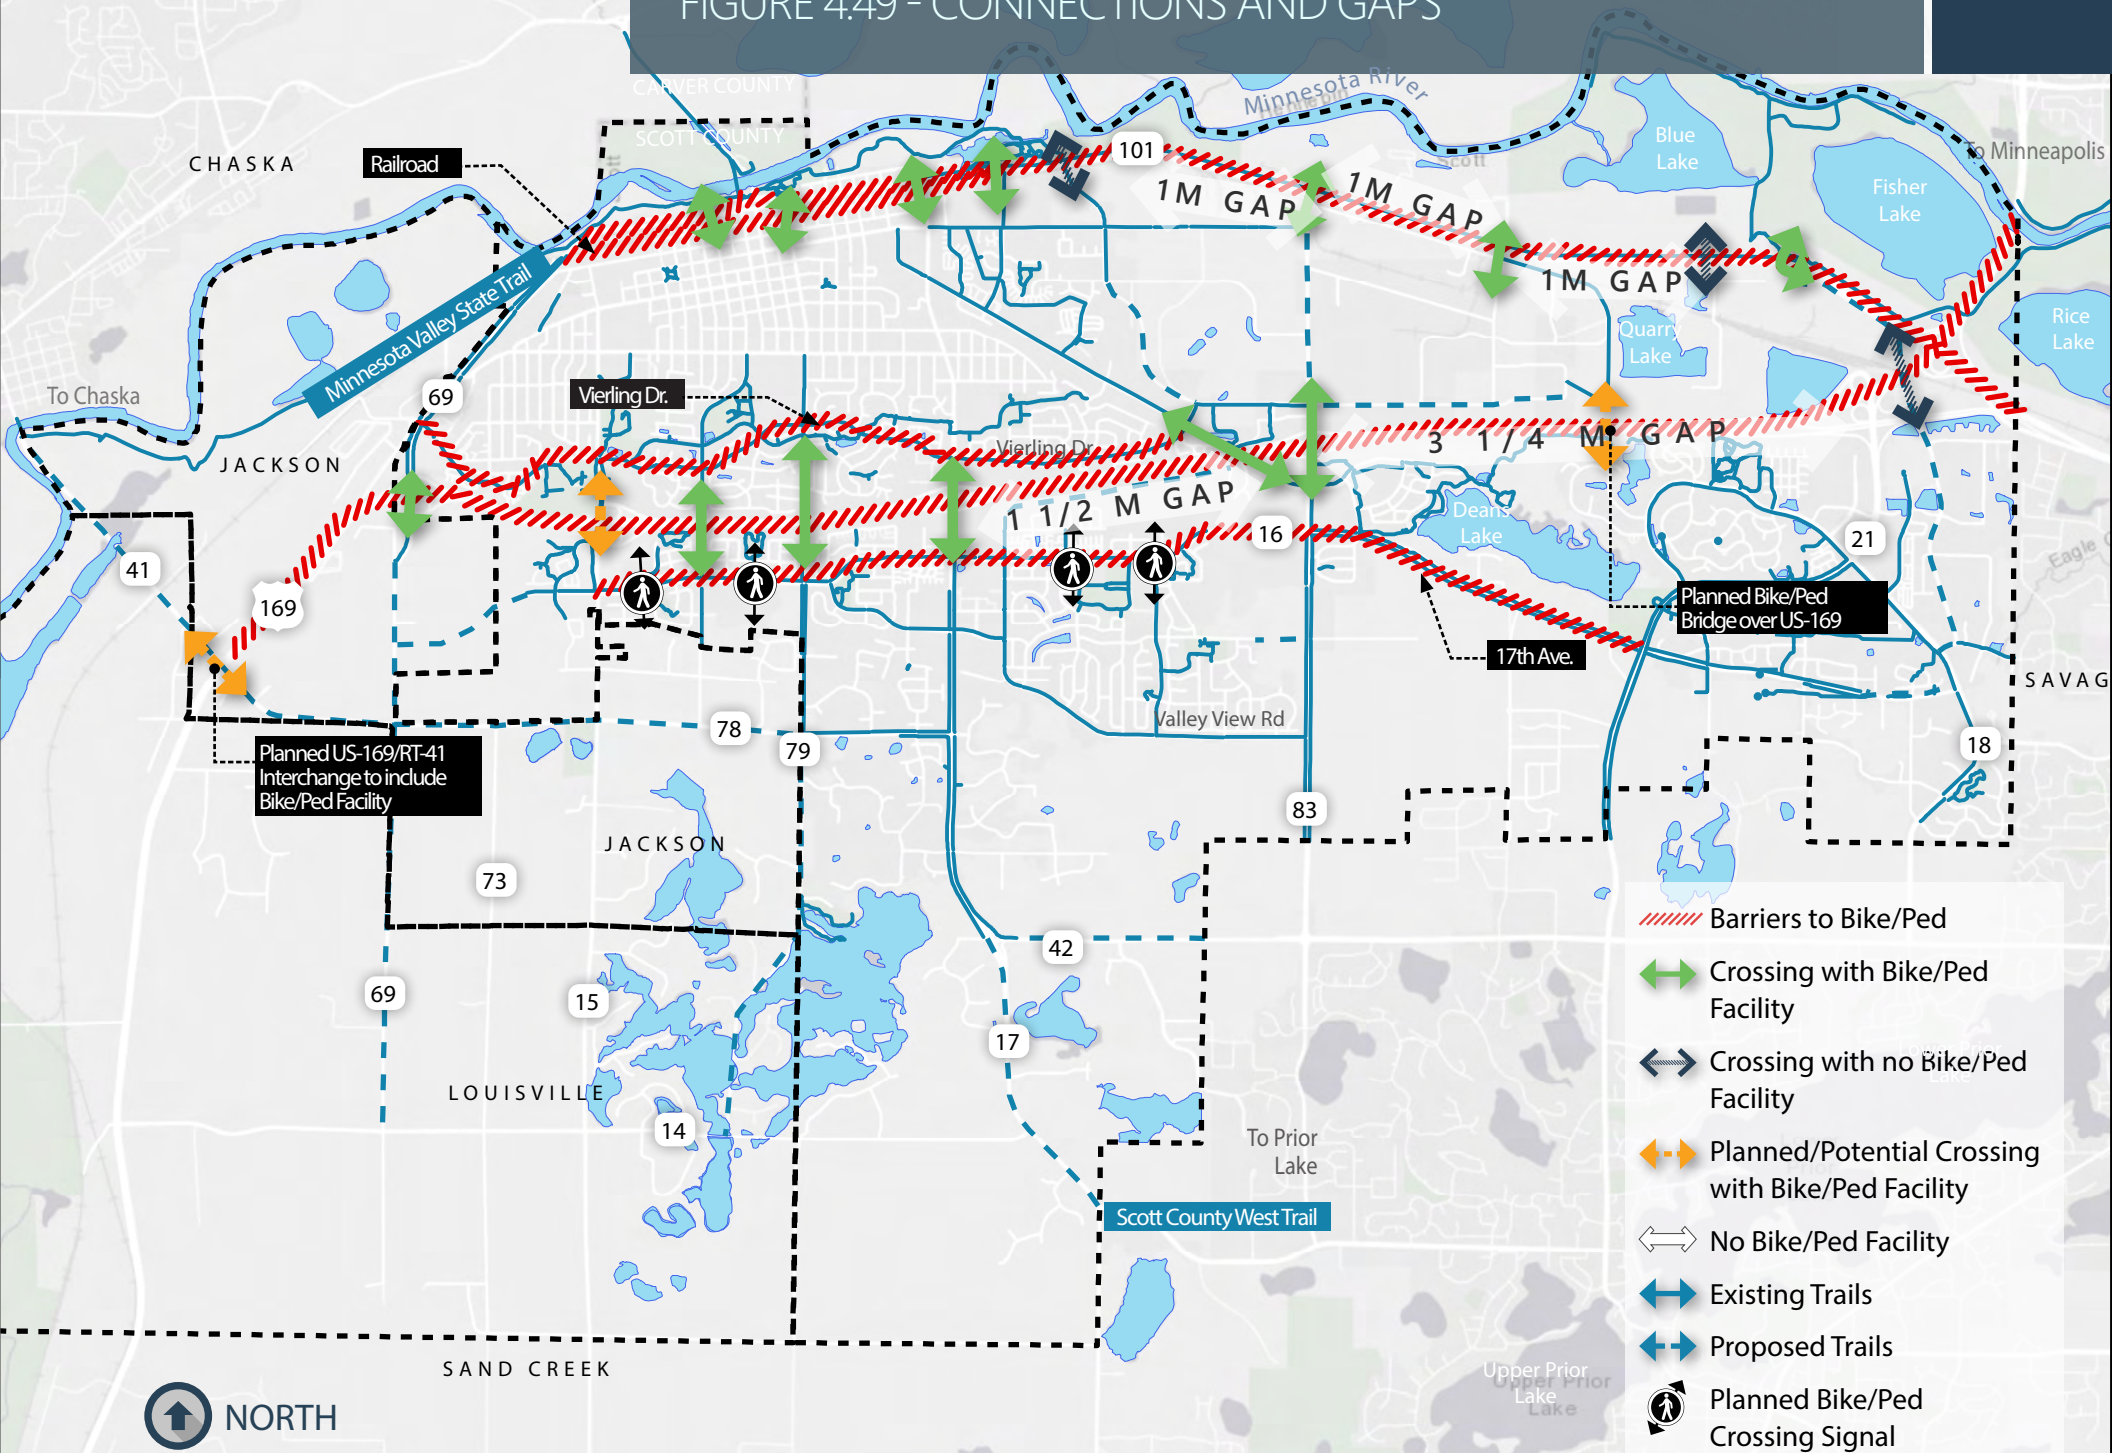 FIGURE 4.49 - CONNECTIONS AND GAPS
CARVER COUNTY
SCOTT COUNTY
Minnesota River
CHASKA
Railroad
101
Scott
Blue
Lake
To Minneapolis
Fisher
Lake
1M GAP
1M GAP
1M GAP
Minnesota Valley State Trail
Quarry
Lake
Rice
Lake
To Chaska
69
Vierling Dr.
Vierling Dr.
3 1/4 M GAP
JACKSON
1 1/2 M GAP
Deans
Lake
16
21
41
169
Planned Bike/Ped
Bridge over US-169
17th Ave.
SAVAG
Valley View Rd
78
79
18
Planned US-169/RT-41
Interchange to include
Bike/Ped Facility
83
JACKSON
73
42
69
15
17
LOUISVILLE
14
To Prior
Lake
Scott County West Trail
SAND CREEK
Upper Prior
Lake
Upper Prior
Lake
NORTH
Barriers to Bike/Ped
Crossing with Bike/Ped
Facility
Crossing with no Bike/Ped
Facility
Planned/Potential Crossing
with Bike/Ped Facility
No Bike/Ped Facility
Existing Trails
Proposed Trails
Planned Bike/Ped
Crossing Signal